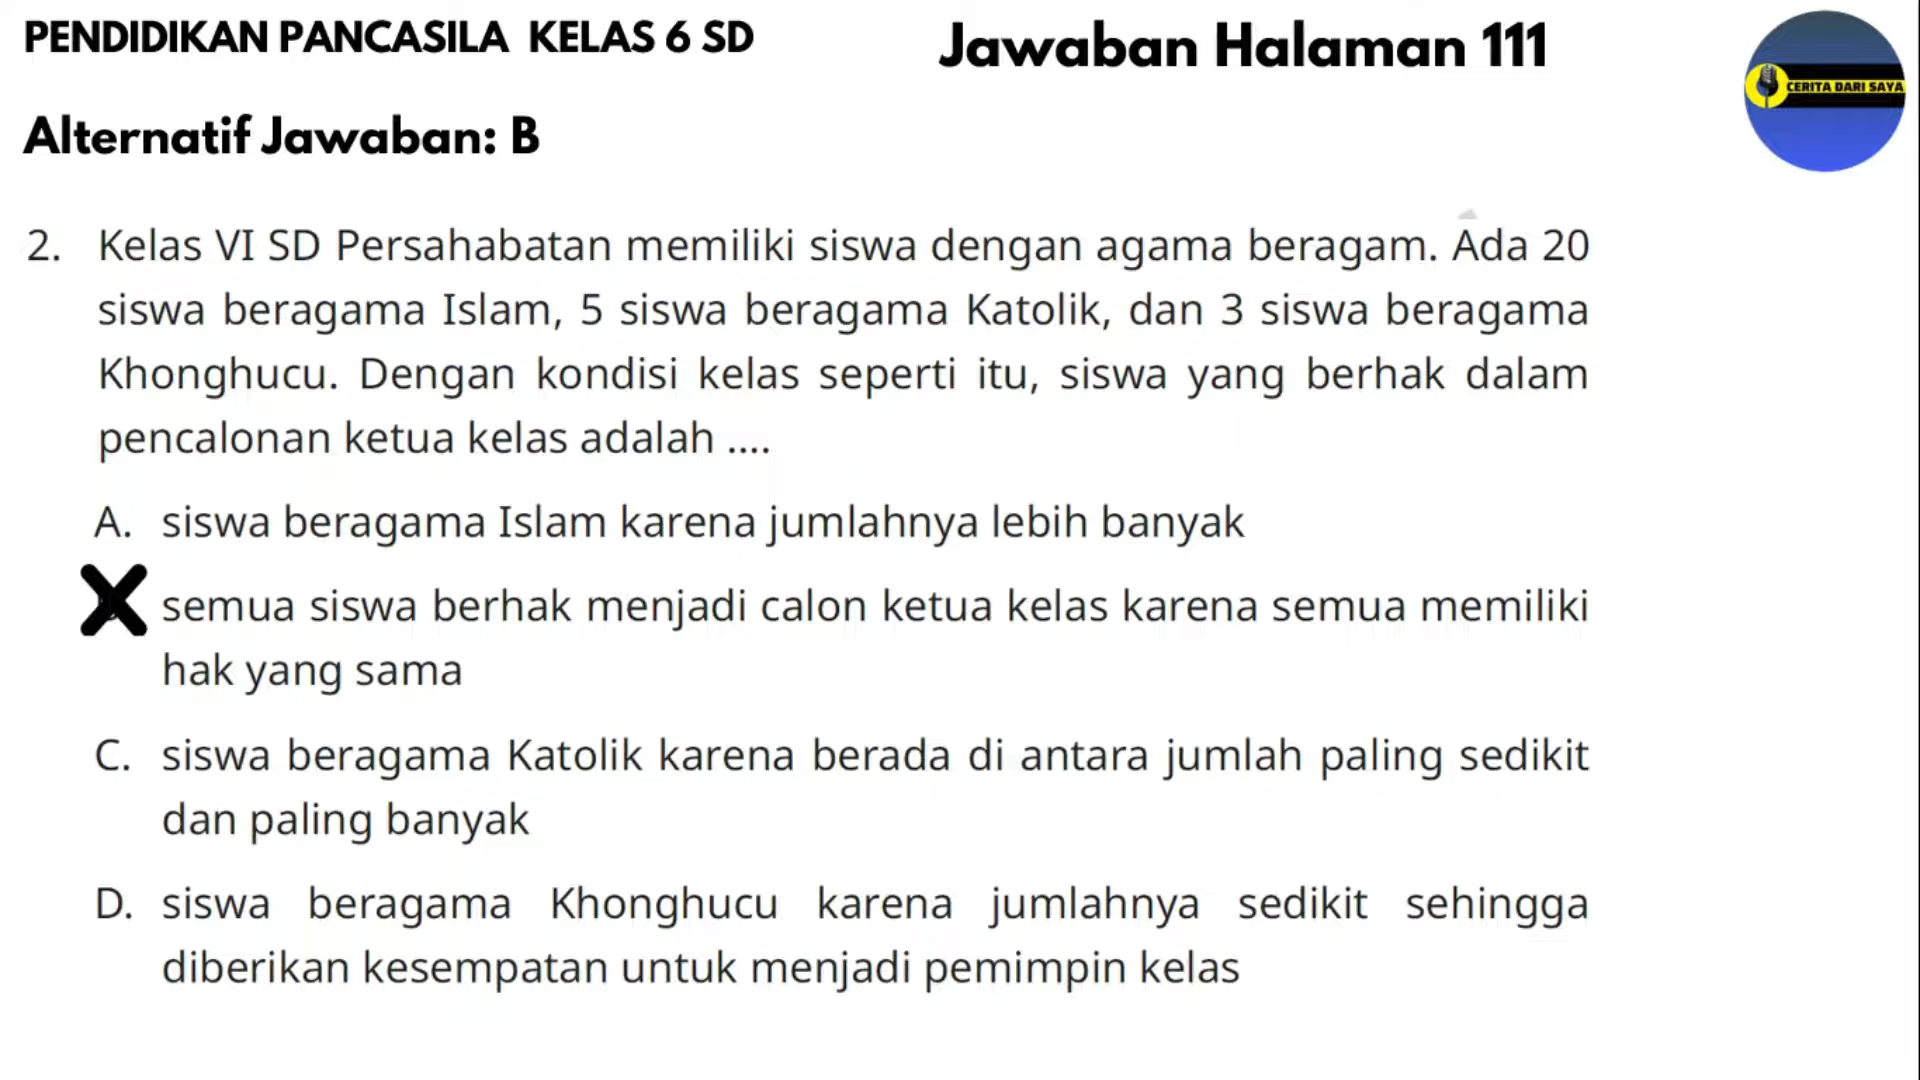 PENDIDIKAN PANCASILA KELAS 6 SD
Jawaban Halaman 111
CERITA DARI SAYA
Alternatif Jawaban: B
2. Kelas VI SD Persahabatan memiliki siswa dengan agama beragam. Ada 20
siswa beragama Islam, 5 siswa beragama Katolik, dan 3 siswa beragama
Khonghucu. Dengan kondisi kelas seperti itu, siswa yang berhak dalam
pencalonan ketua kelas adalah ....
A. siswa beragama Islam karena jumlahnya lebih banyak
semua siswa berhak menjadi calon ketua kelas karena semua memiliki
hak yang sama
C. siswa beragama Katolik karena berada di antara jumlah paling sedikit
dan paling banyak
D. siswa beragama Khonghucu karena jumlahnya sedikit sehingga
diberikan kesempatan untuk menjadi pemimpin kelas